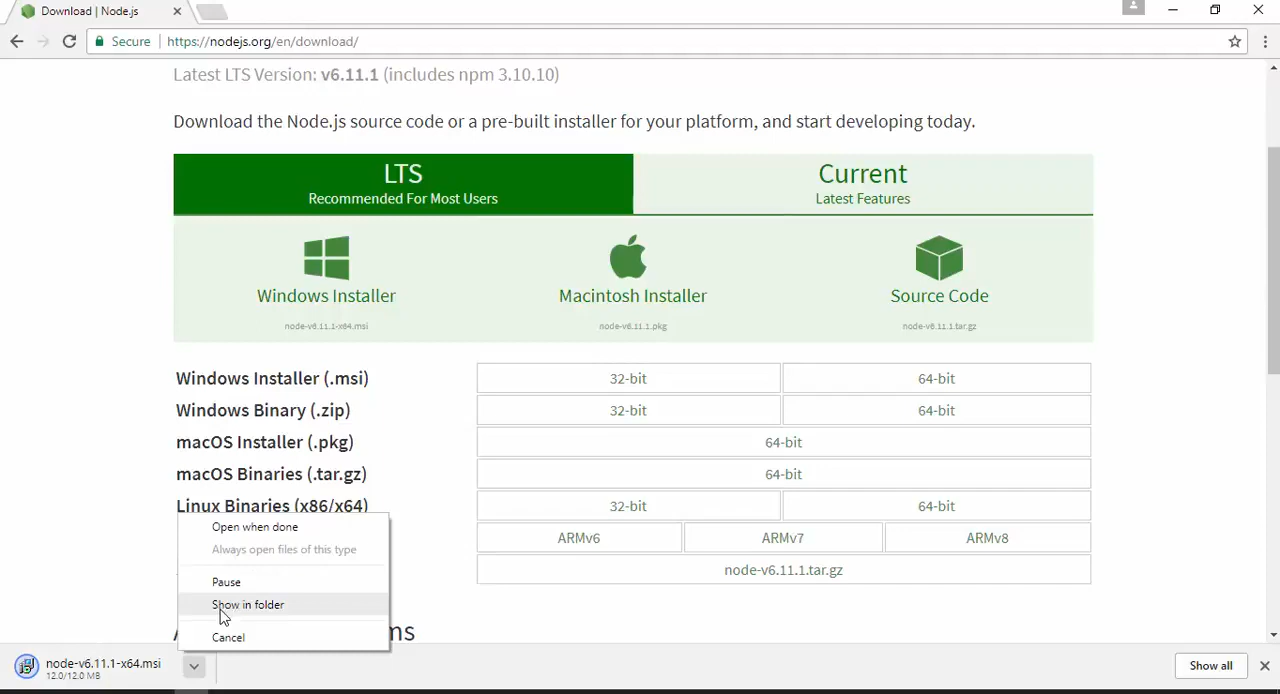 Download | Node.js
Secure | https://nodejs.org/en/download/
Latest LTS Version: v6.11.1 (includes npm 3.10.10)
Download the Node.js source code or a pre-built installer for your platform, and start developing today.
LTS
Recommended For Most Users
Current
Latest Features
Windows Installer
node-v6.11.1-x64.msi
Macintosh Installer
node-v6.11.1.pkg
Source Code
node-v6.11.1.tar.gz
Windows Installer (.msi) 32-bit 64-bit
Windows Binary (.zip) 32-bit 64-bit
macOS Installer (.pkg) 64-bit
macOS Binaries (.tar.gz) 64-bit
Linux Binaries (x86/x64) 32-bit 64-bit
ARMv6 ARMv7 ARMv8
node-v6.11.1.tar.gz
Open when done
Always open files of this type
Pause
Show in folder
Cancel
node-v6.11.1-x64.msi
12.0/12.0 MB
Show all